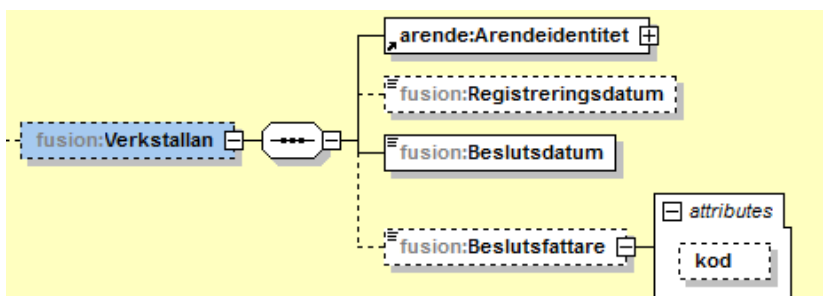 arende:Arendeidentitet
fusion:Registreringsdatum
fusion:Verkstallan
fusion:Beslutsdatum
attributes
fusion:Beslutsfattare
kod